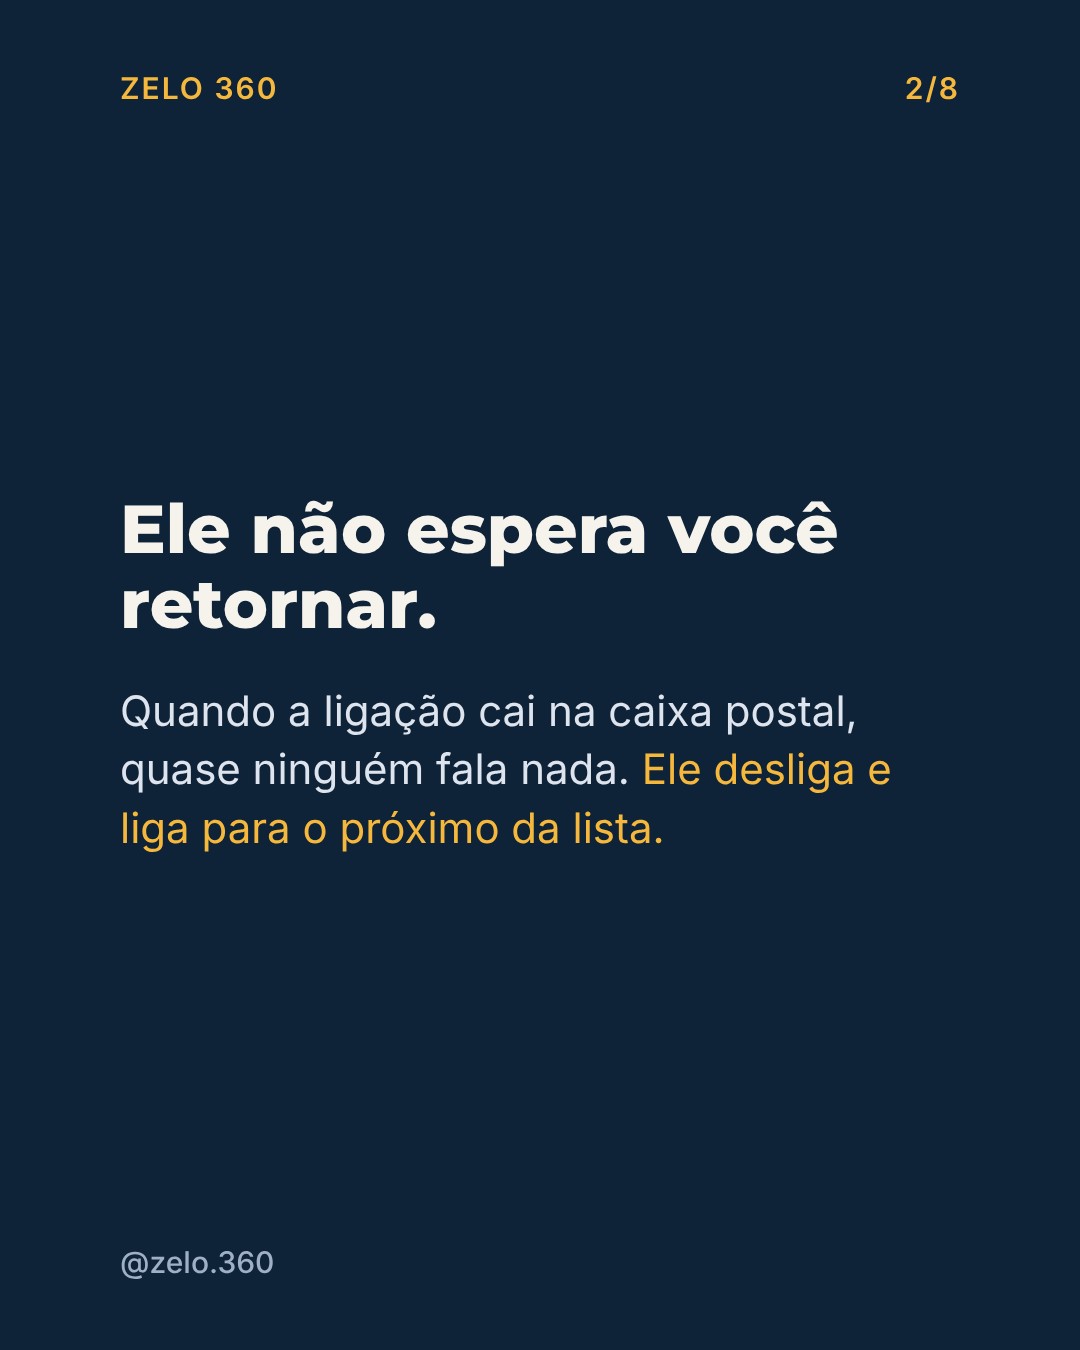 ZELO 360
2/8
Ele não espera você
retornar.
Quando a ligação cai na caixa postal,
quase ninguém fala nada. Ele desliga e
liga para o próximo da lista.
@zelo.360